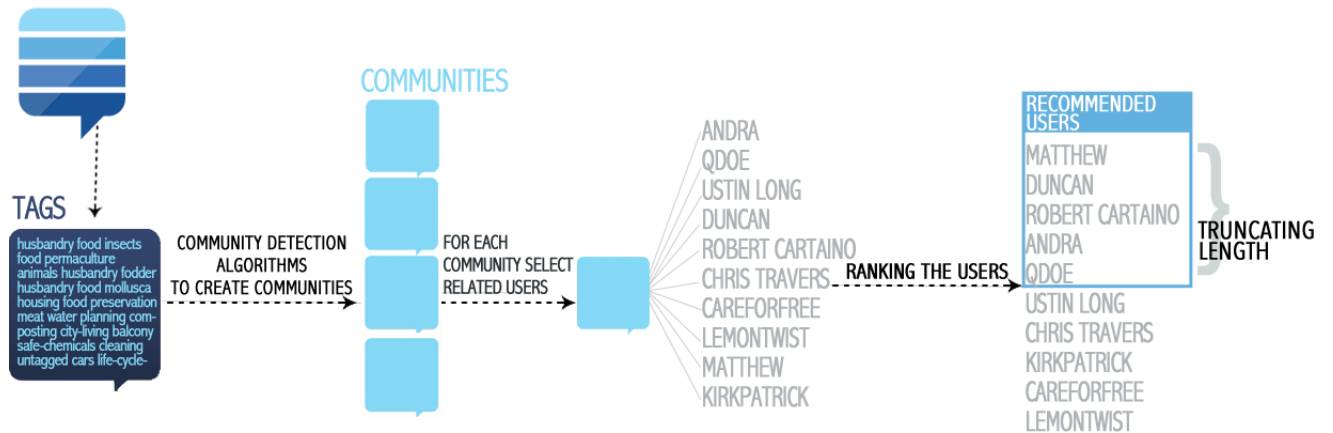 TAGS
husbandry food insects
food permaculture
animals husbandry fodder
husbandry food mollusca
housing food preservation
meat water planning com-
posting city-living balcony
safe-chemicals cleaning
untagged cars life-cycle-
COMMUNITY DETECTION
ALGORITHMS
TO CREATE COMMUNITIES
COMMUNITIES
FOR EACH
COMMUNITY SELECT
RELATED USERS
ANDRA
QDOE
USTIN LONG
DUNCAN
ROBERT CARTAINO
CHRIS TRAVERS
CAREFORFREE
LEMONTWIST
MATTHEW
KIRKPATRICK
RANKING THE USERS
RECOMMENDED
USERS
MATTHEW
DUNCAN
ROBERT CARTAINO
ANDRA
QDOE
USTIN LONG
CHRIS TRAVERS
KIRKPATRICK
CAREFORFREE
LEMONTWIST
TRUNCATING
LENGTH